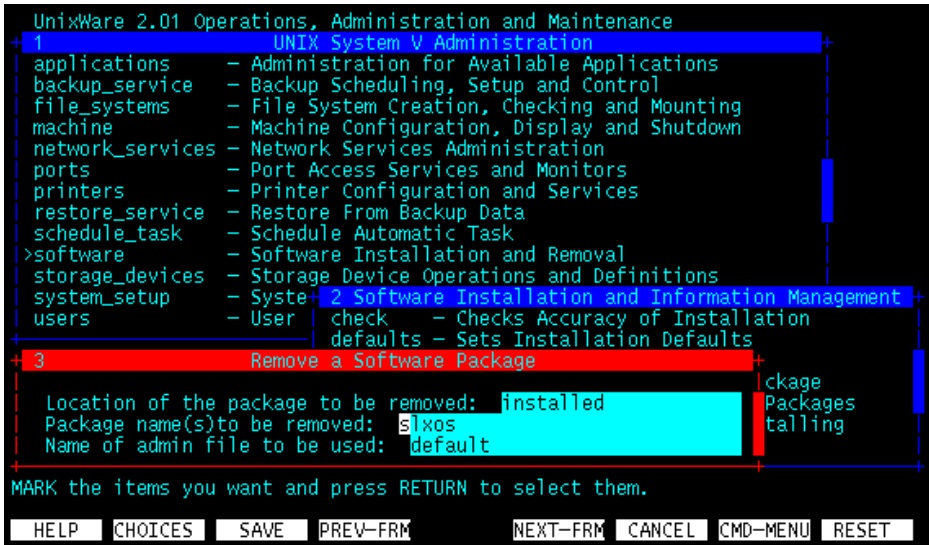 UnixWare 2.01 Operations, Administration and Maintenance
1 UNIX System V Administration
applications - Administration for Available Applications
backup_service - Backup Scheduling, Setup and Control
file_systems - File System Creation, Checking and Mounting
machine - Machine Configuration, Display and Shutdown
network_services - Network Services Administration
ports - Port Access Services and Monitors
printers - Printer Configuration and Services
restore_service - Restore From Backup Data
schedule_task - Schedule Automatic Task
>software - Software Installation and Removal
storage_devices - Storage Device Operations and Definitions
system_setup - Syste
2 Software Installation and Information Management
users - User
check - Checks Accuracy of Installation
defaults - Sets Installation Defaults
3 Remove a Software Package
ckage
Location of the package to be removed: installed
Packages
Package name(s)to be removed: slxos
talling
Name of admin file to be used: default
MARK the items you want and press RETURN to select them.
HELP CHOICES SAVE PREV-FRM NEXT-FRM CANCEL CMD-MENU RESET